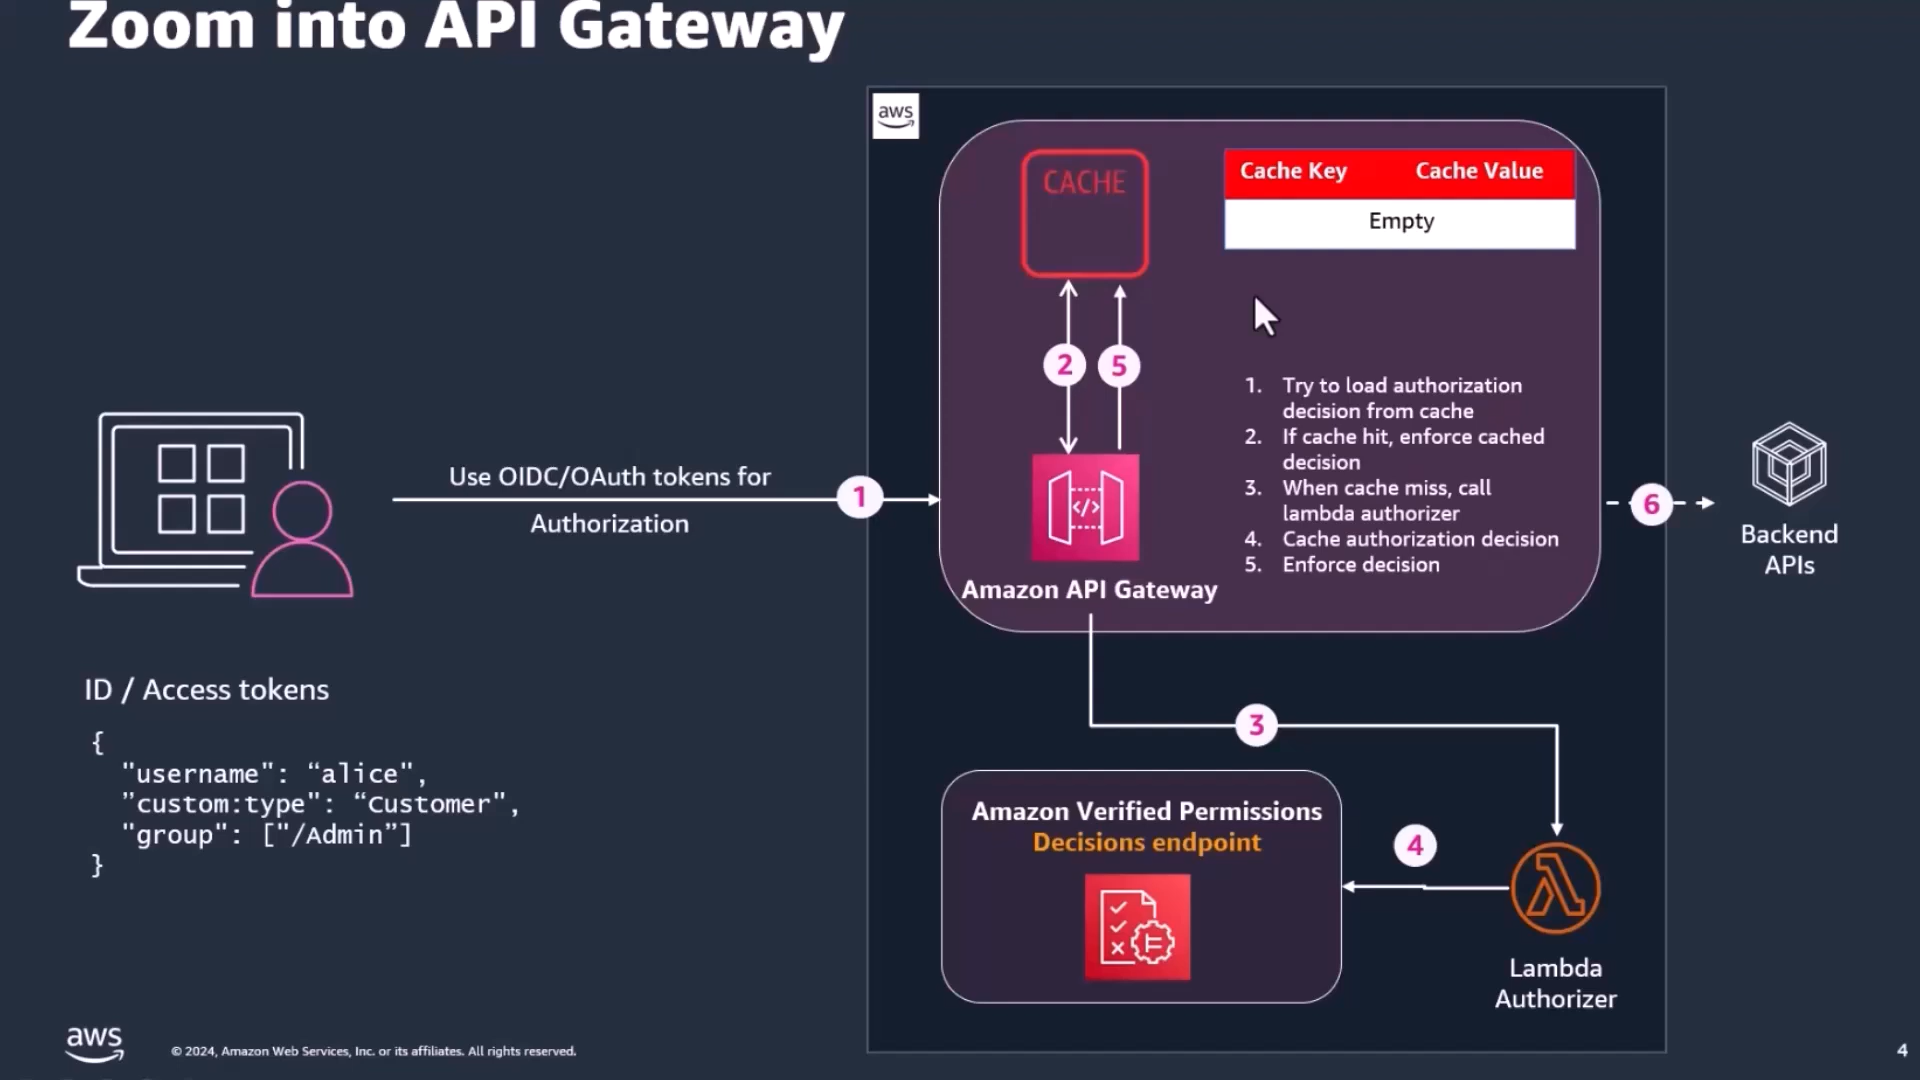 Zoom into API Gateway
aws
CACHE
Cache Key Cache Value
Empty
2 5
1. Try to load authorization
decision from cache
2. If cache hit, enforce cached
decision
3. When cache miss, call
lambda authorizer
4. Cache authorization decision
5. Enforce decision
</>
Amazon API Gateway
Use OIDC/OAuth tokens for
Authorization
1
6
Backend
APIs
ID / Access tokens
{
"username": “alice",
"custom:type": “Customer",
"group": ["/Admin”]
}
3
Amazon Verified Permissions
Decisions endpoint
4
Lambda
Authorizer
aws
© 2024, Amazon Web Services, Inc. or its affiliates. All rights reserved.
4